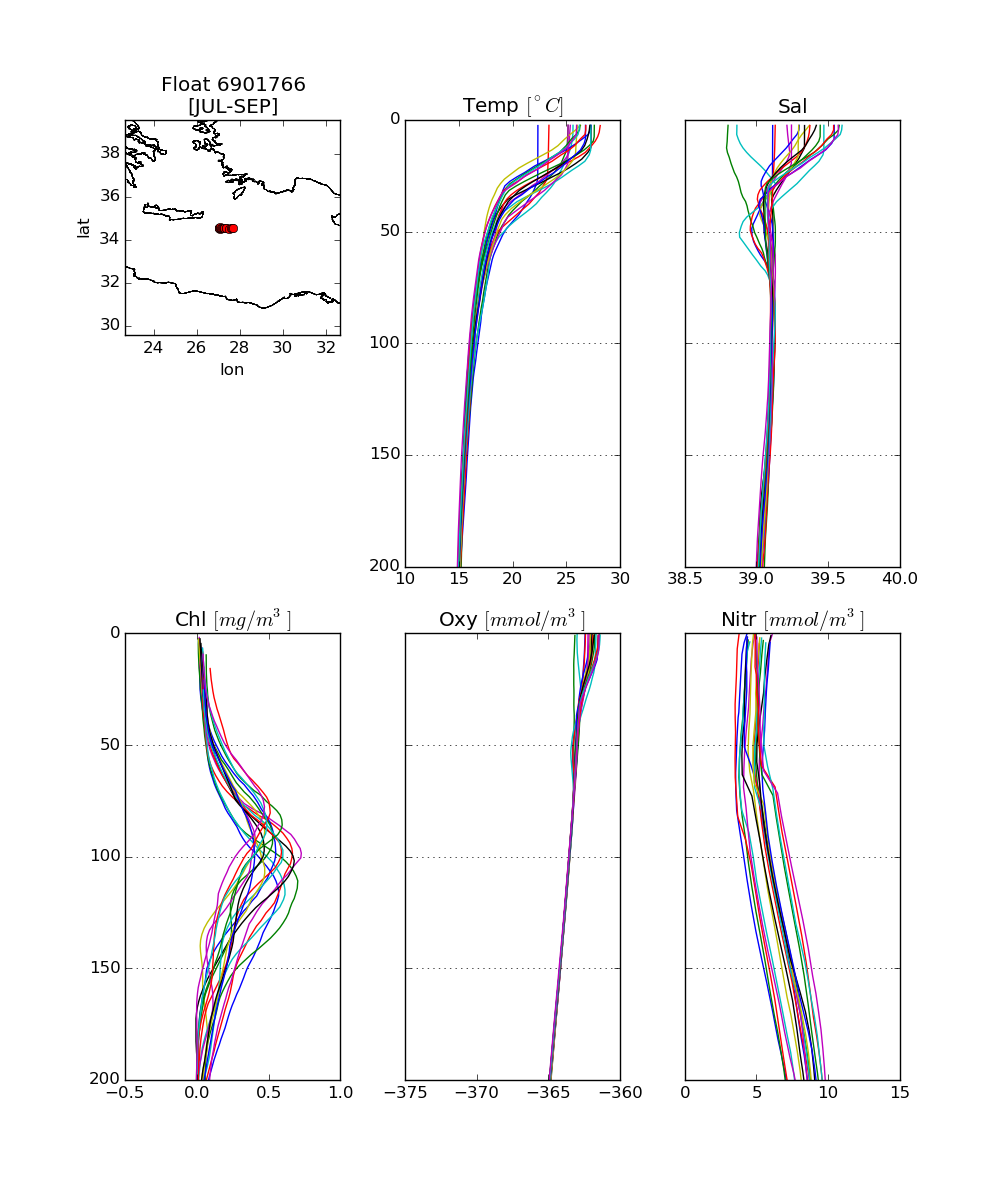 Float 6901766
[JUL-SEP]
38
36
34
32
30
lat
24 26 28 30 32
lon
Temp [°C]
0
50
100
150
200
10 15 20 25 30
Sal
38.5 39.0 39.5 40.0
Chl [mg/m³]
0
50
100
150
200
−0.5 0.0 0.5 1.0
Oxy [mmol/m³]
−375 −370 −365 −360
Nitr [mmol/m³]
0 5 10 15